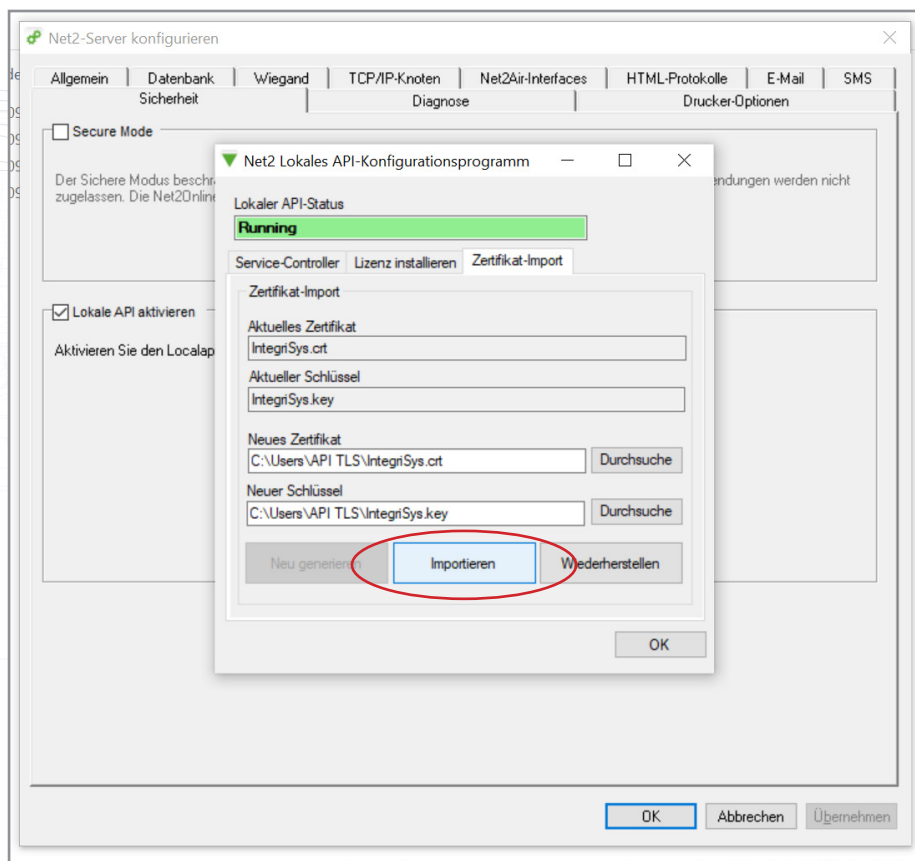 Net2-Server konfigurieren
Allgemein Datenbank Wiegand TCP/IP-Knoten Net2Air-Interfaces HTML-Protokolle E-Mail SMS
Sicherheit Diagnose Drucker-Optionen
Secure Mode
Der Sichere Modus beschr endungen werden nicht
zugelassen. Die Net2Online
Net2 Lokales API-Konfigurationsprogramm
Lokaler API-Status
Running
Service-Controller Lizenz installieren Zertifikat-Import
Zertifikat-Import
Aktuelles Zertifikat
IntegriSys.crt
Aktueller Schlüssel
IntegriSys.key
Neues Zertifikat
C:\Users\API TLS\IntegriSys.crt Durchsuche
Neuer Schlüssel
C:\Users\API TLS\IntegriSys.key Durchsuche
Neu generieren Importieren Wiederherstellen
OK
Lokale API aktivieren
Aktivieren Sie den Localap
OK Abbrechen Übernehmen